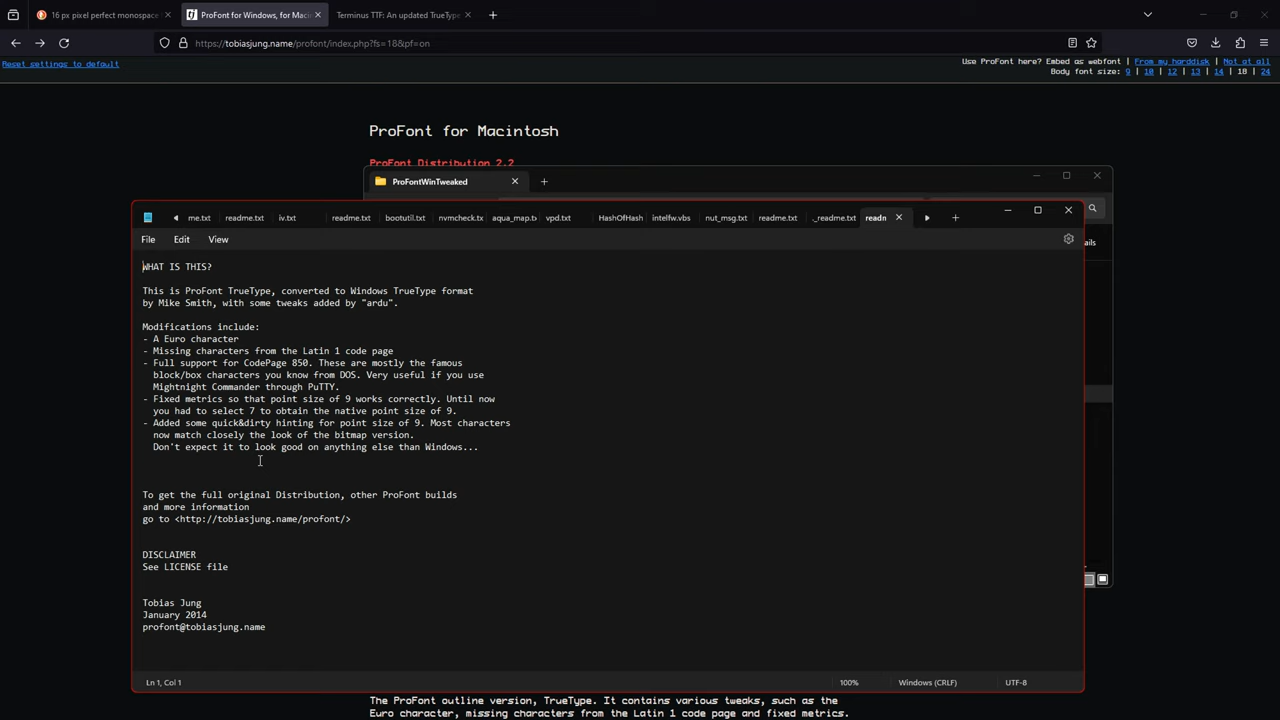 16 px pixel perfect monospace
ProFont for Windows, for Maci
Terminus TTF: An updated TrueType
https://tobiasjung.name/profont/index.php?fs=18&pf=on
Reset settings to default
Use ProFont here? Embed as webfont | From my harddisk | Not at all
Body font size: 9 | 10 | 12 | 13 | 14 | 18 | 24
ProFont for Macintosh
ProFont Distribution 2.2
ProFontWinTweaked
me.txt readme.txt iv.txt readme.txt bootutil.txt nvmcheck.tx aqua_map.tx vpd.txt HashOfHash intelfw.vbs nut_msg.txt readme.txt ._readme.txt readn
File Edit View
ails
WHAT IS THIS?
This is ProFont TrueType, converted to Windows TrueType format
by Mike Smith, with some tweaks added by "ardu".
Modifications include:
- A Euro character
- Missing characters from the Latin 1 code page
- Full support for CodePage 850. These are mostly the famous
block/box characters you know from DOS. Very useful if you use
Mightnight Commander through PuTTY.
- Fixed metrics so that point size of 9 works correctly. Until now
you had to select 7 to obtain the native point size of 9.
- Added some quick&dirty hinting for point size of 9. Most characters
now match closely the look of the bitmap version.
Don't expect it to look good on anything else than Windows...
To get the full original Distribution, other ProFont builds
and more information
go to <http://tobiasjung.name/profont/>
DISCLAIMER
See LICENSE file
Tobias Jung
January 2014
profont@tobiasjung.name
Ln 1, Col 1 100% Windows (CRLF) UTF-8
The ProFont outline version, TrueType. It contains various tweaks, such as the
Euro character, missing characters from the Latin 1 code page and fixed metrics.